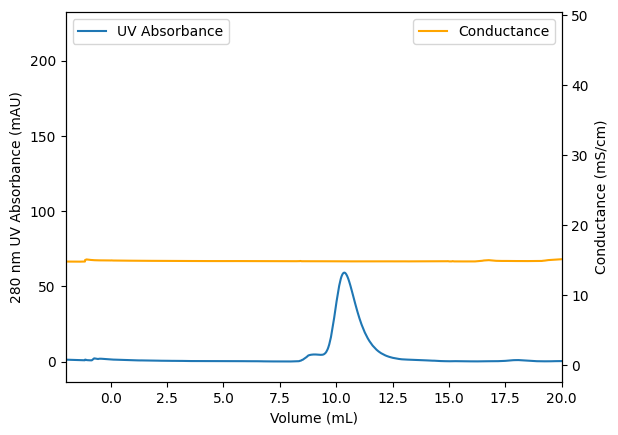 UV Absorbance
Conductance
280 nm UV Absorbance (mAU)
200
150
100
50
0
50
40
30
20
10
0
Conductance (mS/cm)
0.0 2.5 5.0 7.5 10.0 12.5 15.0 17.5 20.0
Volume (mL)